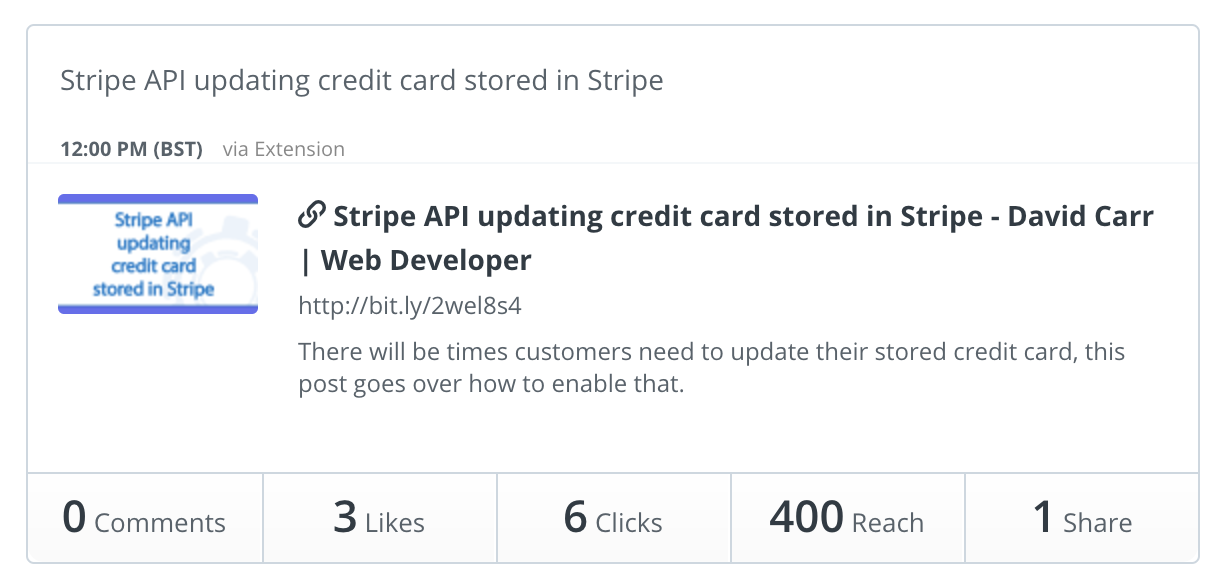 Stripe API updating credit card stored in Stripe
12:00 PM (BST) via Extension
Stripe API
updating
credit card
stored in Stripe
Stripe API updating credit card stored in Stripe - David Carr
| Web Developer
http://bit.ly/2wel8s4
There will be times customers need to update their stored credit card, this
post goes over how to enable that.
0 Comments 3 Likes 6 Clicks 400 Reach 1 Share